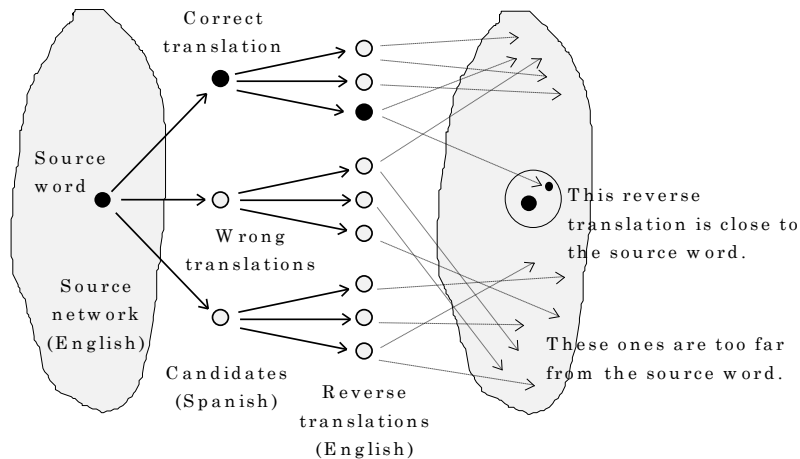 Correct
translation
Source
word
Wrong
translations
Source
network
(English)
Candidates
(Spanish)
Reverse
translations
(English)
This reverse
translation is close to
the source word.
These ones are too far
from the source word.